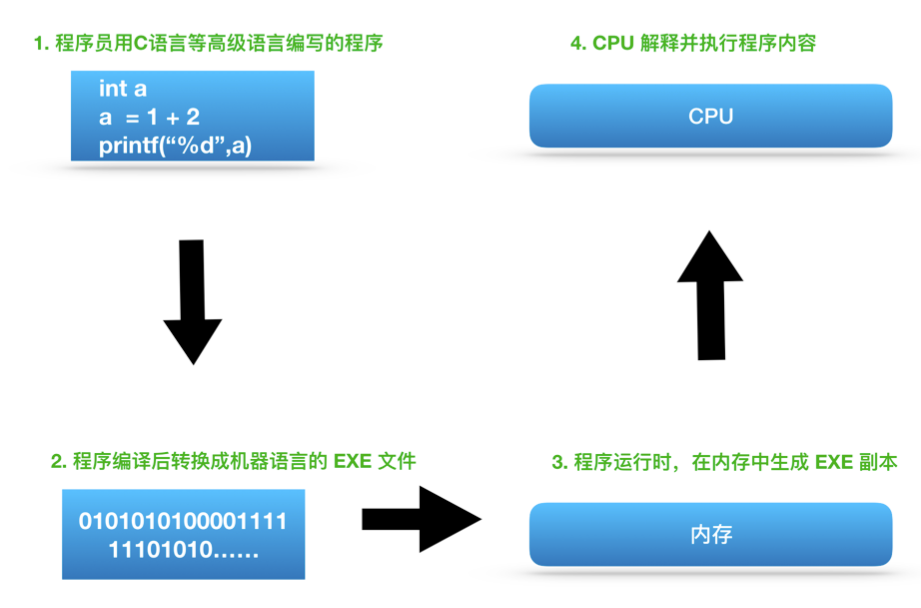 1. 程序员用C语言等高级语言编写的程序
int a
a = 1 + 2
printf(“%d”,a)
4. CPU 解释并执行程序内容
CPU
2. 程序编译后转换成机器语言的 EXE 文件
0101010100001111
11101010......
3. 程序运行时，在内存中生成 EXE 副本
内存